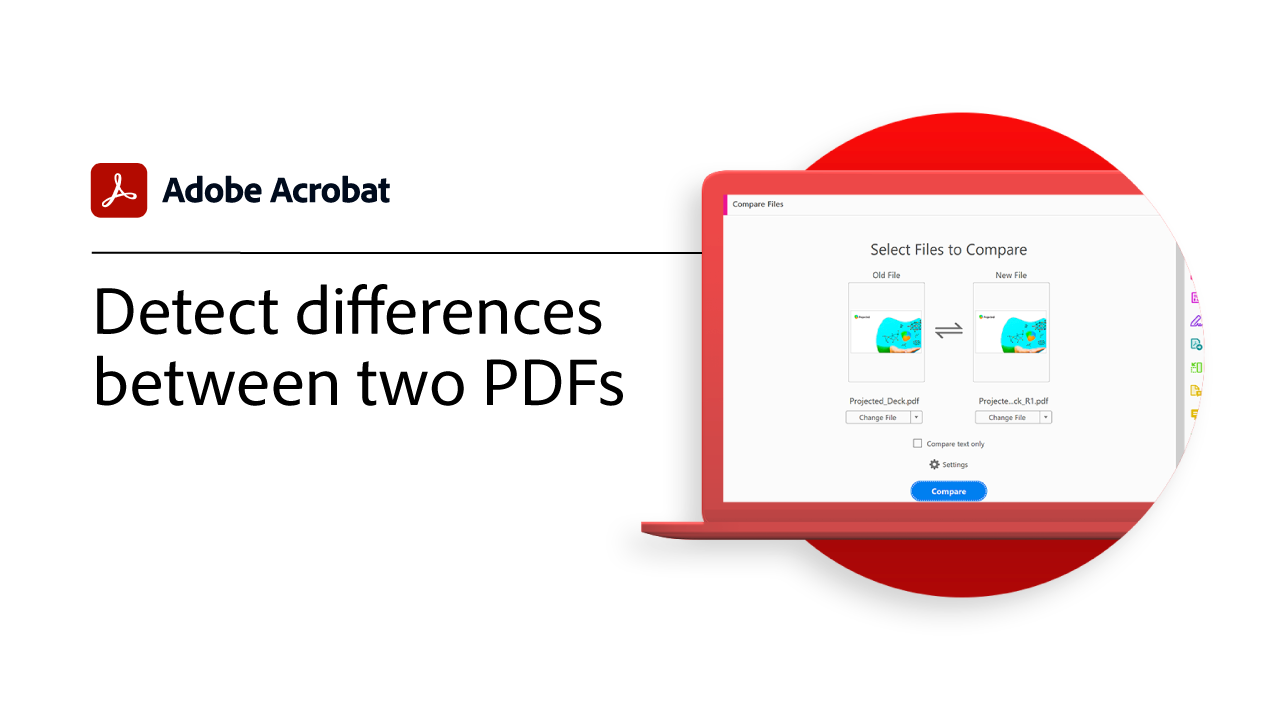 Adobe Acrobat
Detect differences
between two PDFs
Compare Files
Select Files to Compare
Old File
New File
Projected_Deck.pdf
Projecte...ck_R1.pdf
Change File
Change File
Compare text only
Settings
Compare